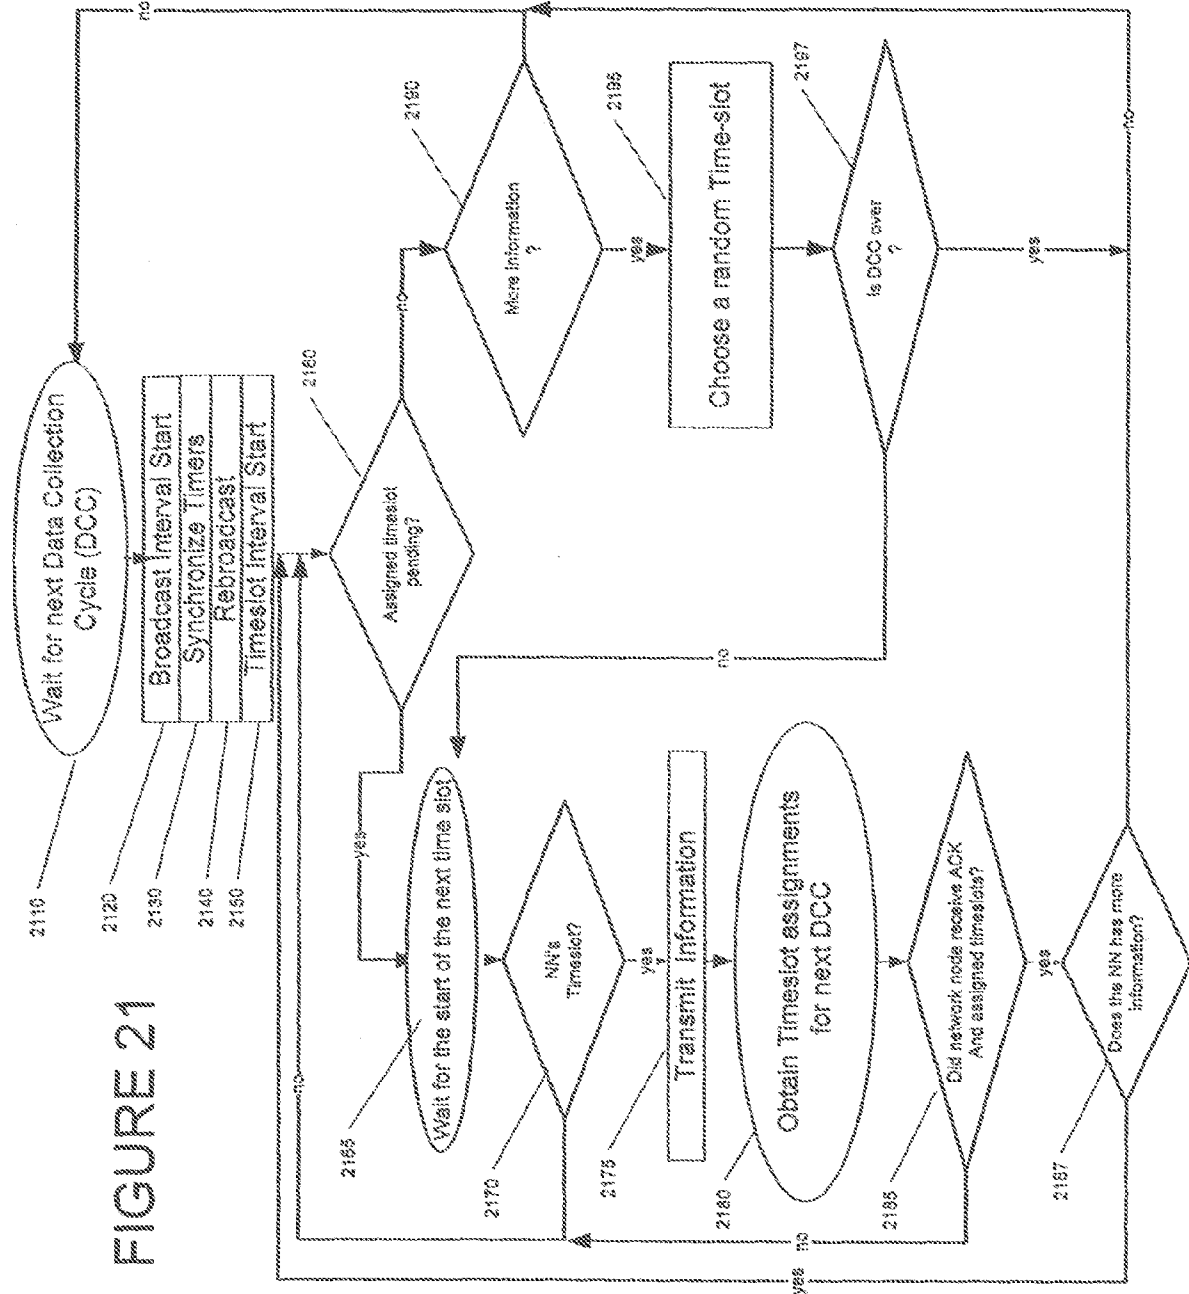 FIGURE 21
2110
Wait for next Data Collection
Cycle (DCC)
2120
Broadcast Interval Start
2130
Synchronize Timers
2140
Rebroadcast
2150
Timeslot Interval Start
2160
Assigned timeslot
pending?
yes
no
2165
Wait for the start of the next time slot
2170
NN's
Timeslot?
yes
no
2175
Transmit Information
2180
Obtain Timeslot assignments
for next DCC
2185
Did network node receive ACK
And assigned timeslots?
yes
no
2187
Does the NN has more
information?
yes
no
2190
More Information
?
yes
no
2195
Choose a random Time-slot
2197
Is DCC over
?
yes
no